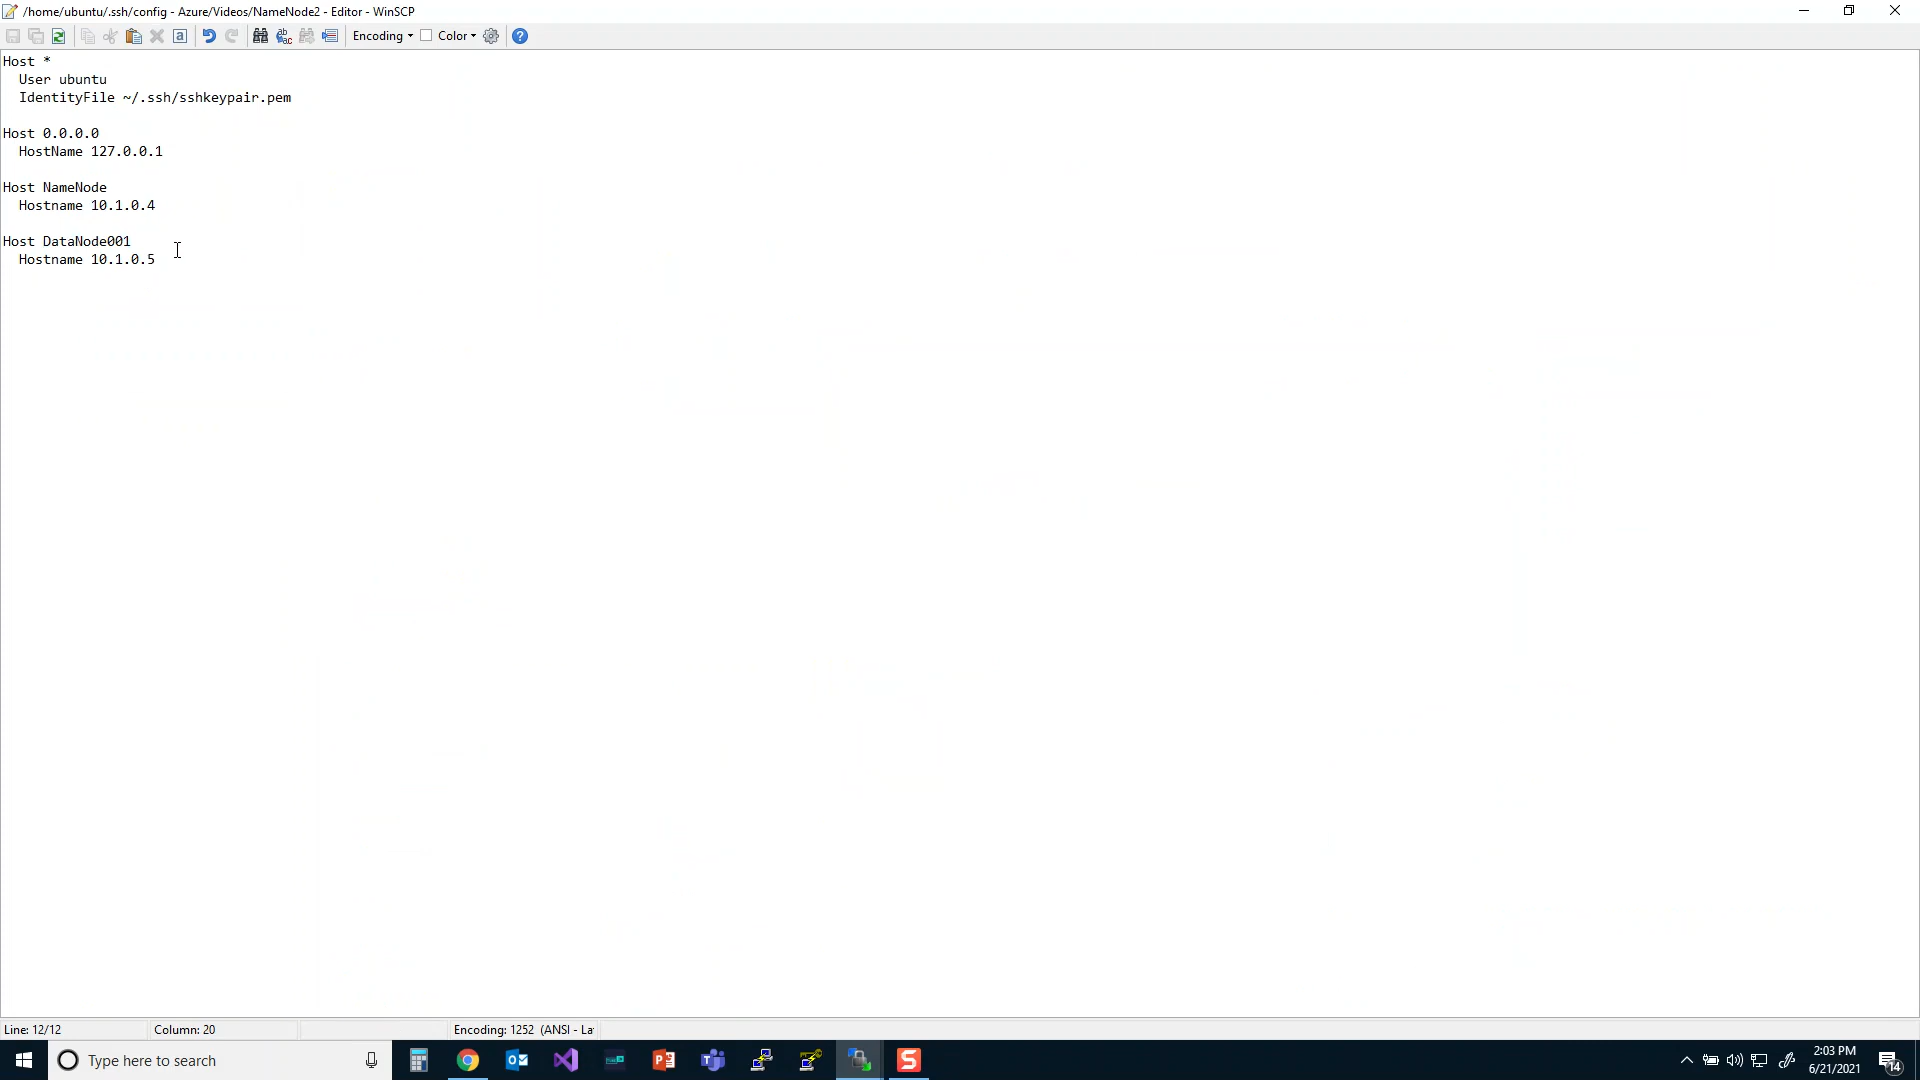 /home/ubuntu/.ssh/config - Azure/Videos/NameNode2 - Editor - WinSCP
Encoding Color
Host *
User ubuntu
IdentityFile ~/.ssh/sshkeypair.pem
Host 0.0.0.0
HostName 127.0.0.1
Host NameNode
Hostname 10.1.0.4
Host DataNode001
Hostname 10.1.0.5
Line: 12/12 Column: 20 Encoding: 1252 (ANSI - La
Type here to search
2:03 PM
6/21/2021
14